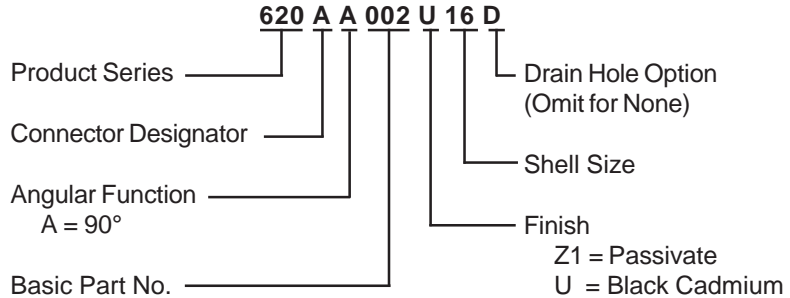 620 A A 002 U 16 D
Product Series
Connector Designator
Angular Function
A = 90°
Basic Part No.
Drain Hole Option
(Omit for None)
Shell Size
Finish
Z1 = Passivate
U = Black Cadmium